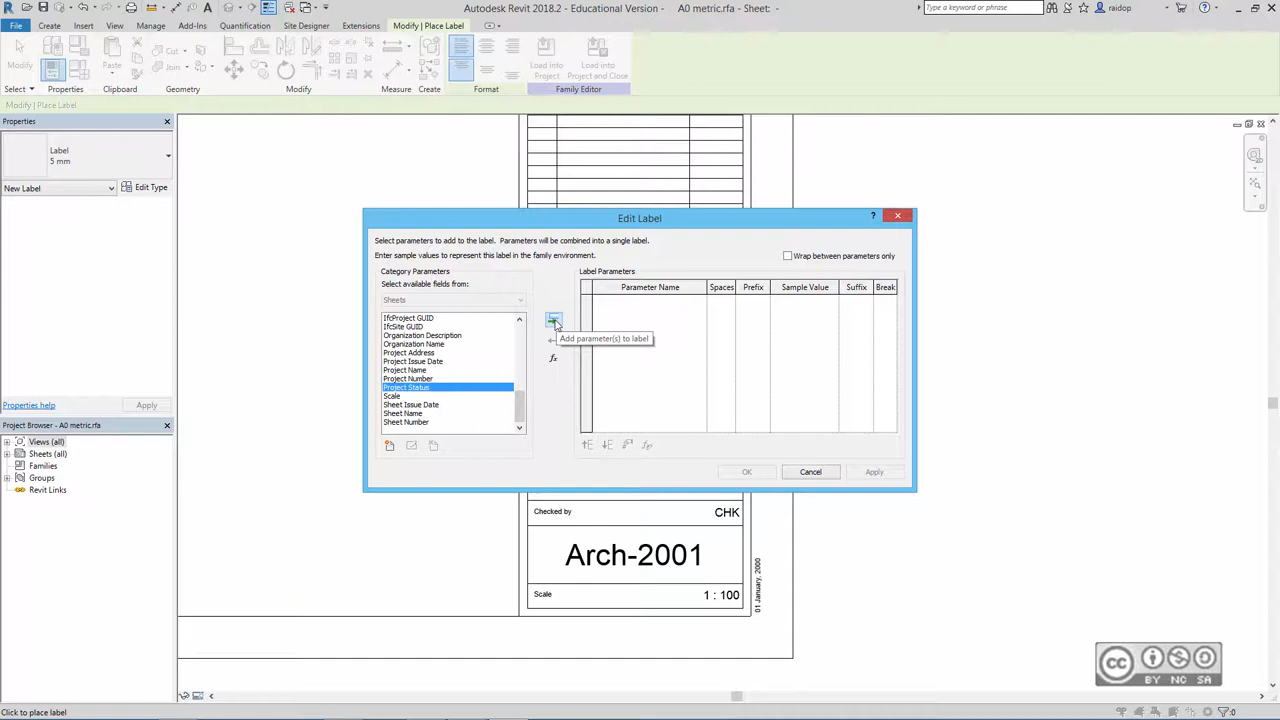 Autodesk Revit 2018.2 - Educational Version - A0 metric.rfa - Sheet: -
Type a keyword or phrase
raidop
File Create Insert View Manage Add-Ins Quantification Site Designer Extensions Modify | Place Label
Modify
Paste
Cut
Join
Load into
Project
Load into
Project and Close
Select Properties Clipboard Geometry Modify Measure Create Format Family Editor
Modify | Place Label
Properties
Label
5 mm
New Label
Edit Type
Properties help
Apply
Project Browser - A0 metric.rfa
Views (all)
Sheets (all)
Families
Groups
Revit Links
Edit Label
?
Select parameters to add to the label. Parameters will be combined into a single label.
Enter sample values to represent this label in the family environment.
Wrap between parameters only
Category Parameters
Select available fields from:
Sheets
IfcProject GUID
IfcSite GUID
Organization Description
Organization Name
Project Address
Project Issue Date
Project Name
Project Number
Project Status
Scale
Sheet Issue Date
Sheet Name
Sheet Number
Add parameter(s) to label
fx
Label Parameters
Parameter Name Spaces Prefix Sample Value Suffix Break
OK
Cancel
Apply
Checked by CHK
Arch-2001
Scale 1 : 100
01 January, 2000
CC
BY NC SA
Click to place label
:0